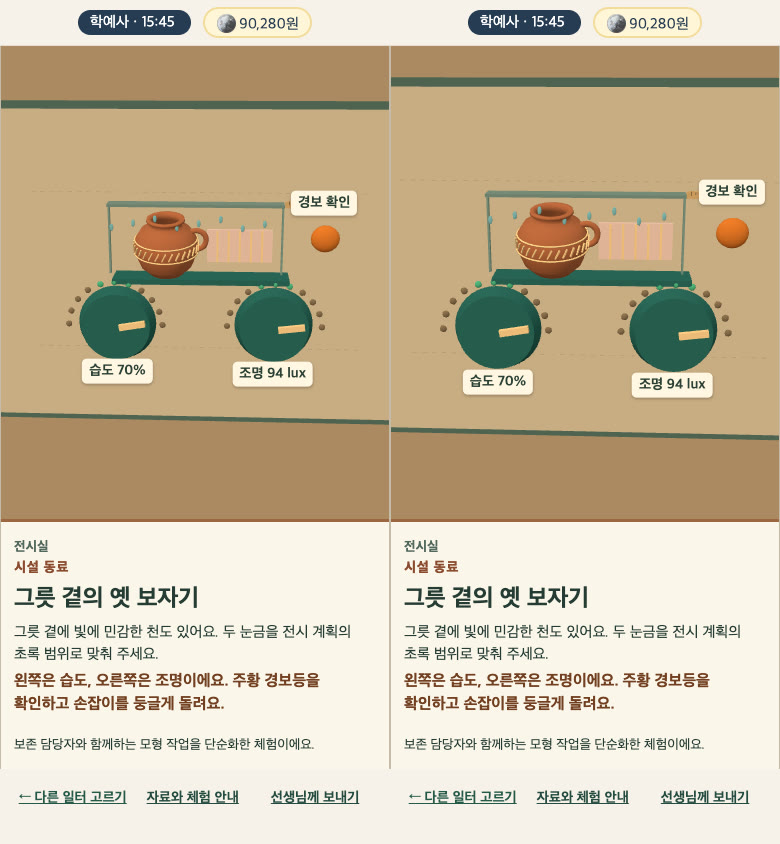 학예사 · 15:45
90,280원
경보 확인
습도 70%
조명 94 lux
전시실
시설 동료
그릇 곁의 옛 보자기
그릇 곁에 빛에 민감한 천도 있어요. 두 눈금을 전시 계획의
초록 범위로 맞춰 주세요.
왼쪽은 습도, 오른쪽은 조명이에요. 주황 경보등을
확인하고 손잡이를 둥글게 돌려요.
보존 담당자와 함께하는 모형 작업을 단순화한 체험이에요.
← 다른 일터 고르기
자료와 체험 안내
선생님께 보내기
학예사 · 15:45
90,280원
경보 확인
습도 70%
조명 94 lux
전시실
시설 동료
그릇 곁의 옛 보자기
그릇 곁에 빛에 민감한 천도 있어요. 두 눈금을 전시 계획의
초록 범위로 맞춰 주세요.
왼쪽은 습도, 오른쪽은 조명이에요. 주황 경보등을
확인하고 손잡이를 둥글게 돌려요.
보존 담당자와 함께하는 모형 작업을 단순화한 체험이에요.
← 다른 일터 고르기
자료와 체험 안내
선생님께 보내기